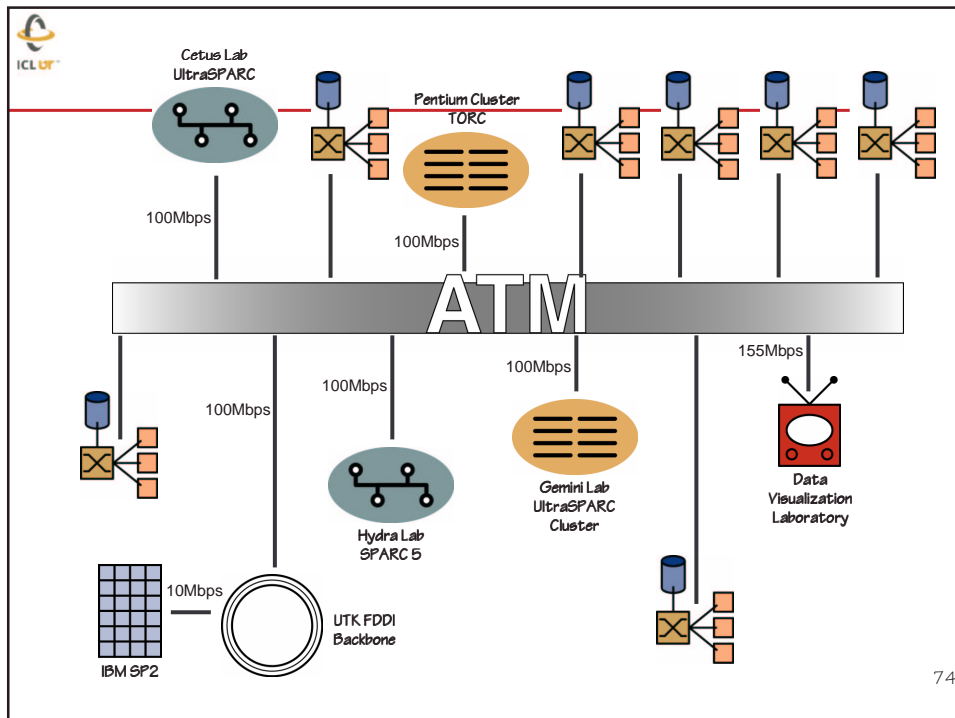 ICL UT
Cetus Lab
UltraSPARC
Pentium Cluster
TORC
100Mbps
100Mbps
ATM
100Mbps
100Mbps
100Mbps
155Mbps
Hydra Lab
SPARC 5
Gemini Lab
UltraSPARC
Cluster
Data
Visualization
Laboratory
10Mbps
IBM SP2
UTK FDDI
Backbone
74